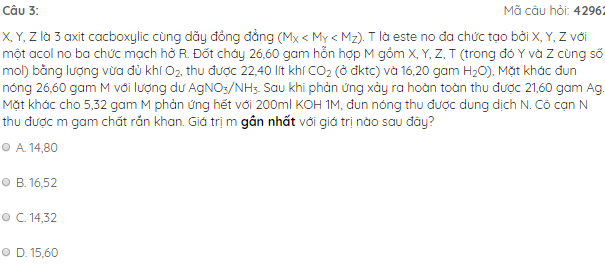 Câu 3:
Mã câu hỏi: 42962
X, Y, Z là 3 axit cacboxylic cùng dãy đồng đẳng (MX < MY < MZ). T là este no đa chức tạo bởi X, Y, Z với
một acol no ba chức mạch hở R. Đốt cháy 26,60 gam hỗn hợp M gồm X, Y, Z, T (trong đó Y và Z cùng số
mol) bằng lượng vừa đủ khí O2, thu được 22,40 lít khí CO2 (ở đktc) và 16,20 gam H2O), Mặt khác đun
nóng 26,60 gam M với lượng dư AgNO3/NH3. Sau khi phản ứng xảy ra hoàn toàn thu được 21,60 gam Ag.
Mặt khác cho 5,32 gam M phản ứng hết với 200ml KOH 1M, đun nóng thu được dung dịch N. Cô cạn N
thu được m gam chất rắn khan. Giá trị m gần nhất với giá trị nào sau đây?
A. 14,80
B. 16,52
C. 14,32
D. 15,60